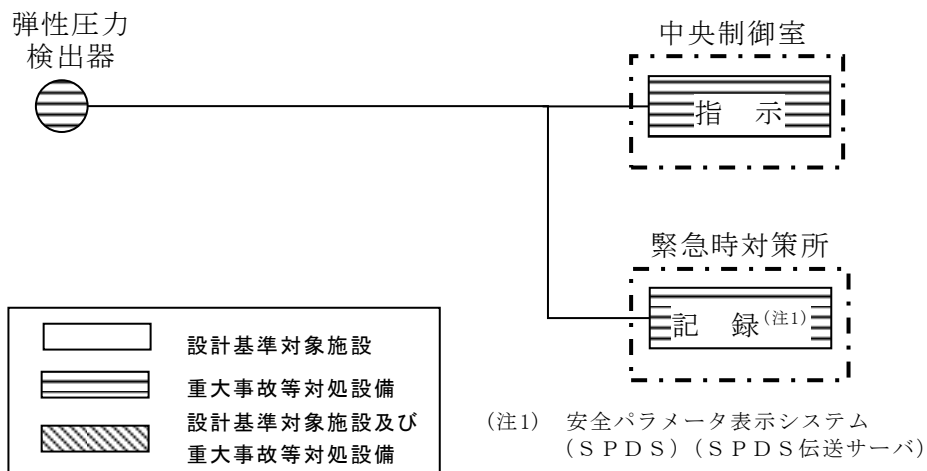 弾性圧力
検出器
中央制御室
指 示
緊急時対策所
記 録(注1)
設計基準対象施設
重大事故等対処設備
設計基準対象施設及び
重大事故等対処設備
(注1) 安全パラメータ表示システム
(ＳＰＤＳ)(ＳＰＤＳ伝送サーバ)